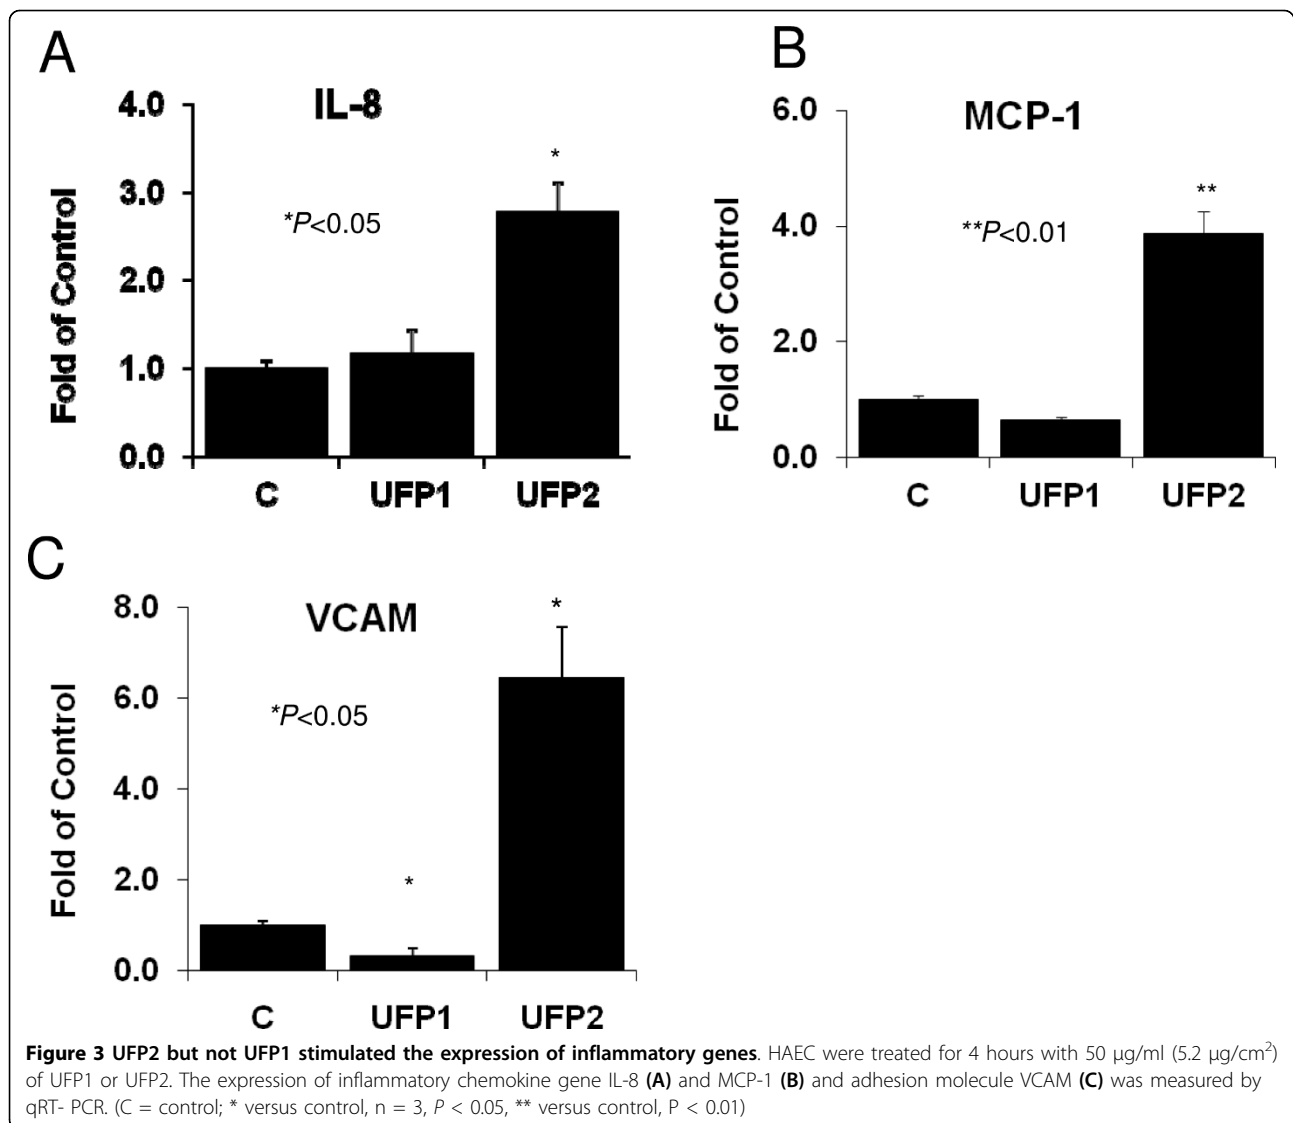 A
IL-8
4.0
3.0
2.0
1.0
0.0
Fold of Control
*
*P<0.05
C UFP1 UFP2
B
MCP-1
6.0
4.0
2.0
0.0
Fold of Control
**
**P<0.01
C UFP1 UFP2
C
VCAM
8.0
6.0
4.0
2.0
0.0
Fold of Control
*
*P<0.05
*
C UFP1 UFP2
Figure 3 UFP2 but not UFP1 stimulated the expression of inflammatory genes. HAEC were treated for 4 hours with 50 μg/ml (5.2 μg/cm²)
of UFP1 or UFP2. The expression of inflammatory chemokine gene IL-8 (A) and MCP-1 (B) and adhesion molecule VCAM (C) was measured by
qRT- PCR. (C = control; * versus control, n = 3, P < 0.05, ** versus control, P < 0.01)